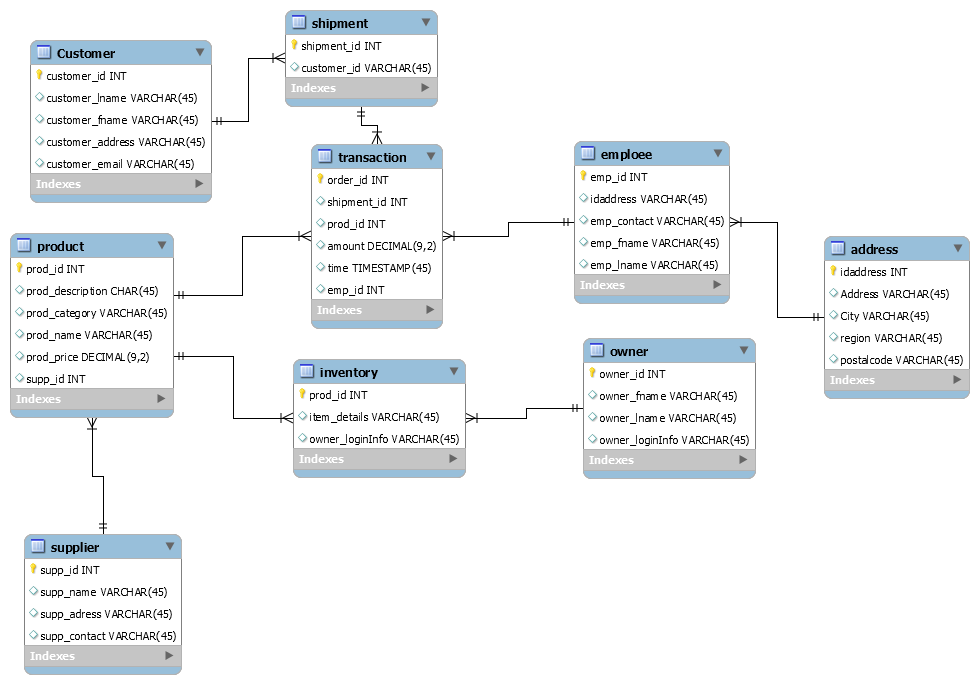 shipment
shipment_id INT
customer_id VARCHAR(45)
Indexes
Customer
customer_id INT
customer_lname VARCHAR(45)
customer_fname VARCHAR(45)
customer_address VARCHAR(45)
customer_email VARCHAR(45)
Indexes
transaction
order_id INT
shipment_id INT
prod_id INT
amount DECIMAL(9,2)
time TIMESTAMP(45)
emp_id INT
Indexes
emploee
emp_id INT
idaddress VARCHAR(45)
emp_contact VARCHAR(45)
emp_fname VARCHAR(45)
emp_lname VARCHAR(45)
Indexes
product
prod_id INT
prod_description CHAR(45)
prod_category VARCHAR(45)
prod_name VARCHAR(45)
prod_price DECIMAL(9,2)
supp_id INT
Indexes
address
idaddress INT
Address VARCHAR(45)
City VARCHAR(45)
region VARCHAR(45)
postalcode VARCHAR(45)
Indexes
inventory
prod_id INT
item_details VARCHAR(45)
owner_loginInfo VARCHAR(45)
Indexes
owner
owner_id INT
owner_fname VARCHAR(45)
owner_lname VARCHAR(45)
owner_loginInfo VARCHAR(45)
Indexes
supplier
supp_id INT
supp_name VARCHAR(45)
supp_adress VARCHAR(45)
supp_contact VARCHAR(45)
Indexes